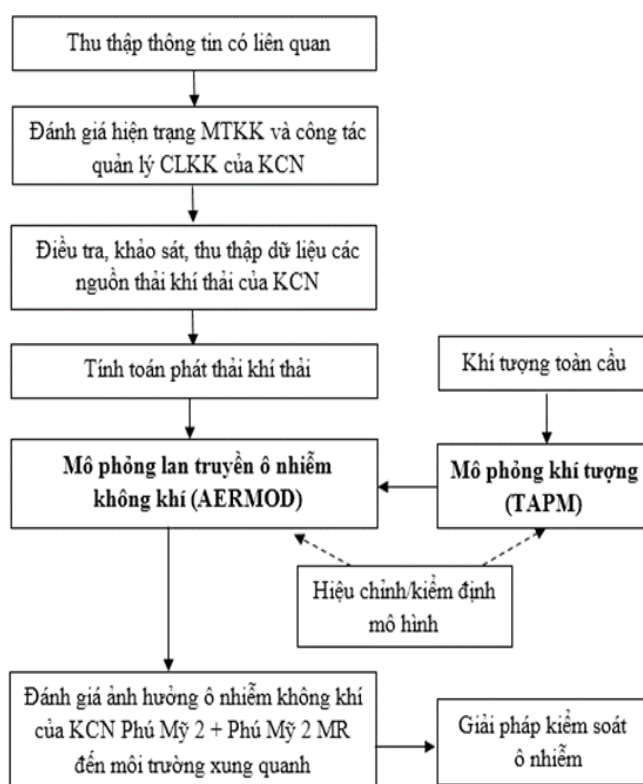 Thu thập thông tin có liên quan
Đánh giá hiện trạng MTKK và công tác
quản lý CLKK của KCN
Điều tra, khảo sát, thu thập dữ liệu các
nguồn thải khí thải của KCN
Tính toán phát thải khí thải
Khí tượng toàn cầu
Mô phỏng lan truyền ô nhiễm
không khí (AERMOD)
Mô phỏng khí tượng
(TAPM)
Hiệu chỉnh/kiểm định
mô hình
Đánh giá ảnh hưởng ô nhiễm không khí
của KCN Phú Mỹ 2 + Phú Mỹ 2 MR
đến môi trường xung quanh
Giải pháp kiểm soát
ô nhiễm